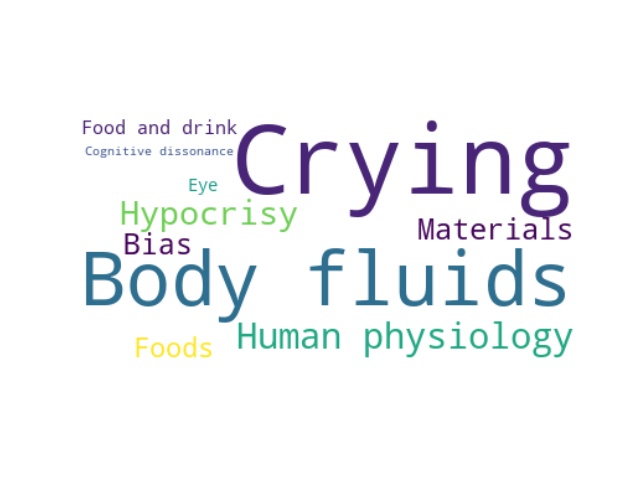 Food and drink
Crying
Cognitive dissonance
Eye
Hypocrisy
Materials
Bias
Body fluids
Human physiology
Foods